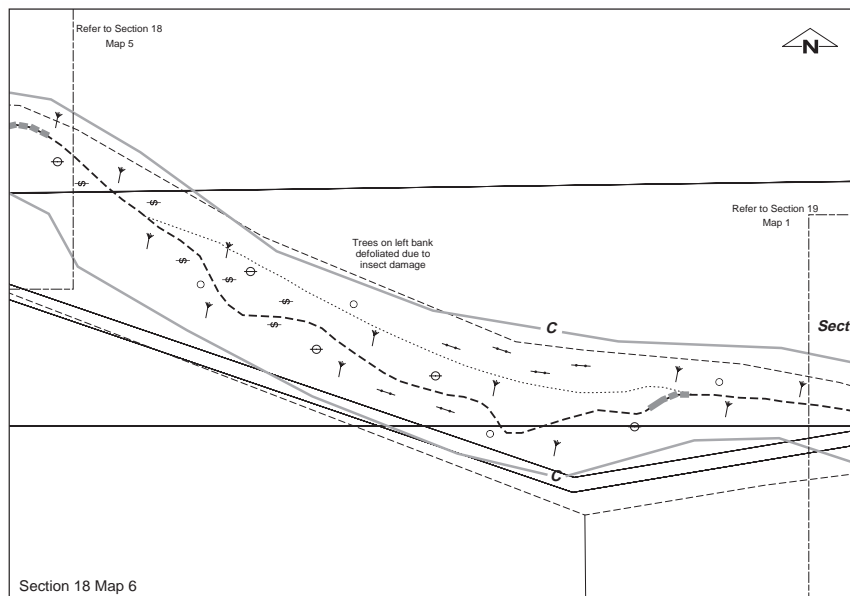 Refer to Section 18
Map 5
N
Refer to Section 19
Map 1
Trees on left bank
defoliated due to
insect damage
C
Sect
C
Section 18 Map 6